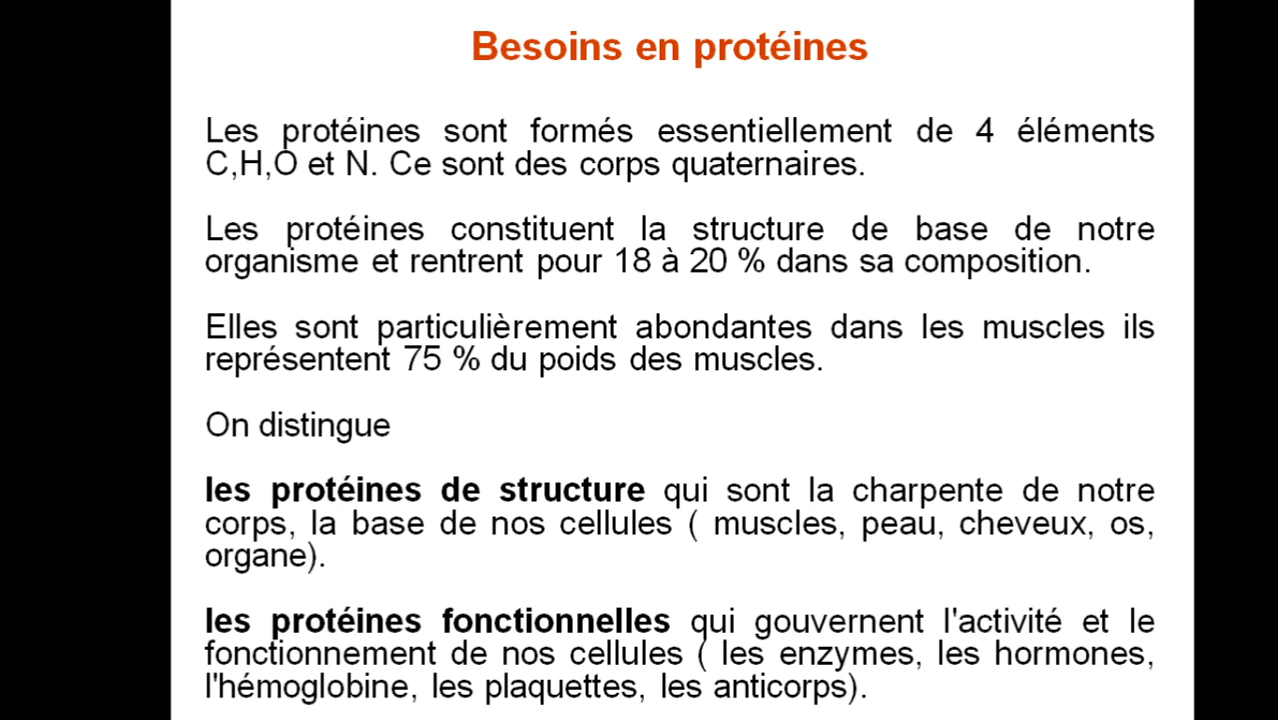 Besoins en protéines
Les protéines sont formés essentiellement de 4 éléments
C,H,O et N. Ce sont des corps quaternaires.
Les protéines constituent la structure de base de notre
organisme et rentrent pour 18 à 20 % dans sa composition.
Elles sont particulièrement abondantes dans les muscles ils
représentent 75 % du poids des muscles.
On distingue
les protéines de structure qui sont la charpente de notre
corps, la base de nos cellules ( muscles, peau, cheveux, os,
organe).
les protéines fonctionnelles qui gouvernent l'activité et le
fonctionnement de nos cellules ( les enzymes, les hormones,
l'hémoglobine, les plaquettes, les anticorps).